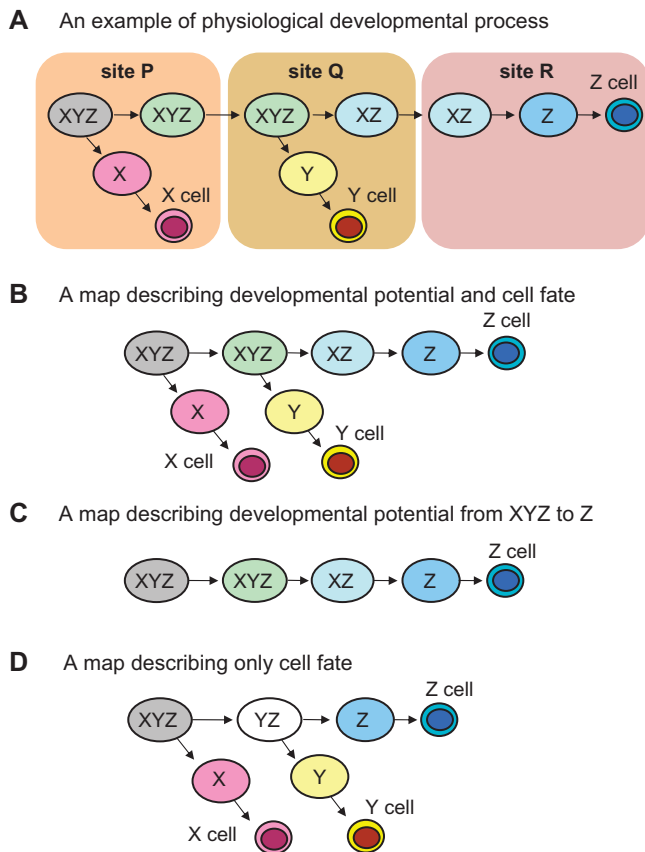 A An example of physiological developmental process
site P site Q site R
Z cell
XYZ XYZ XYZ XZ XZ Z
X Y
X cell Y cell
B A map describing developmental potential and cell fate
Z cell
XYZ XYZ XZ Z
X Y
X cell Y cell
C A map describing developmental potential from XYZ to Z
Z cell
XYZ XYZ XZ Z
D A map describing only cell fate
Z cell
XYZ YZ Z
X Y
X cell Y cell